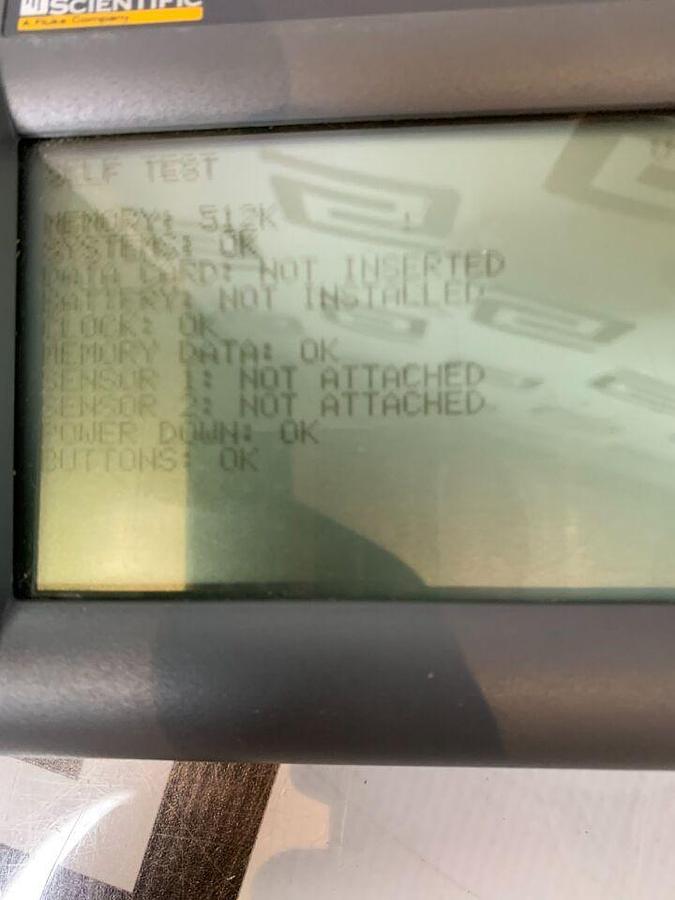 SCIENTIFIC
A Fluke Company
SELF TEST
MEMORY: 512K
SYSTEMS: OK
DATA CARD: NOT INSERTED
BATTERY: NOT INSTALLED
CLOCK: OK
MEMORY DATA: OK
SENSOR 1: NOT ATTACHED
SENSOR 2: NOT ATTACHED
POWER DOWN: OK
BUTTONS: OK